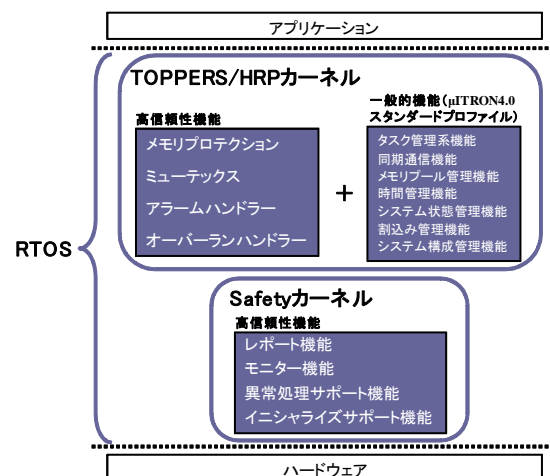 アプリケーション
TOPPERS/HRPカーネル
高信頼性機能
メモリプロテクション
ミューテックス
アラームハンドラー
オーバーランハンドラー
+
一般的機能(μITRON4.0
スタンダードプロファイル)
タスク管理系機能
同期通信機能
メモリプール管理機能
時間管理機能
システム状態管理機能
割込み管理機能
システム構成管理機能
RTOS
Safetyカーネル
高信頼性機能
レポート機能
モニター機能
異常処理サポート機能
イニシャライズサポート機能
ハードウェア